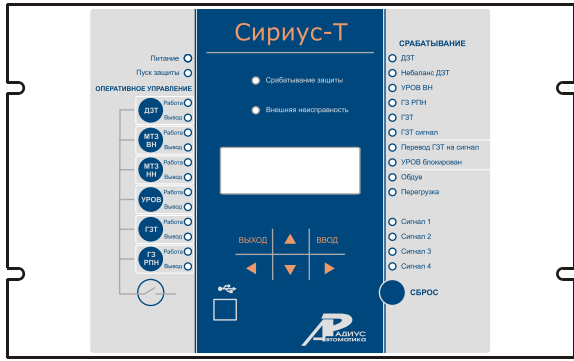 Сириус-Т
Питание
Пуск защиты
ОПЕРАТИВНОЕ УПРАВЛЕНИЕ
ДЗТ
Работа
Вывод
МТЗ
ВН
Работа
Вывод
МТЗ
НН
Работа
Вывод
УРОВ
Работа
Вывод
ГЗТ
Работа
Вывод
ГЗ
РПН
Работа
Вывод
Срабатывание защиты
Внешняя неисправность
ВЫХОД
ВВОД
РАДИУС
Автоматика
СРАБАТЫВАНИЕ
ДЗТ
Небаланс ДЗТ
УРОВ ВН
ГЗ РПН
ГЗТ
ГЗТ сигнал
Перевод ГЗТ на сигнал
УРОВ блокирован
Обдув
Перегрузка
Сигнал 1
Сигнал 2
Сигнал 3
Сигнал 4
СБРОС